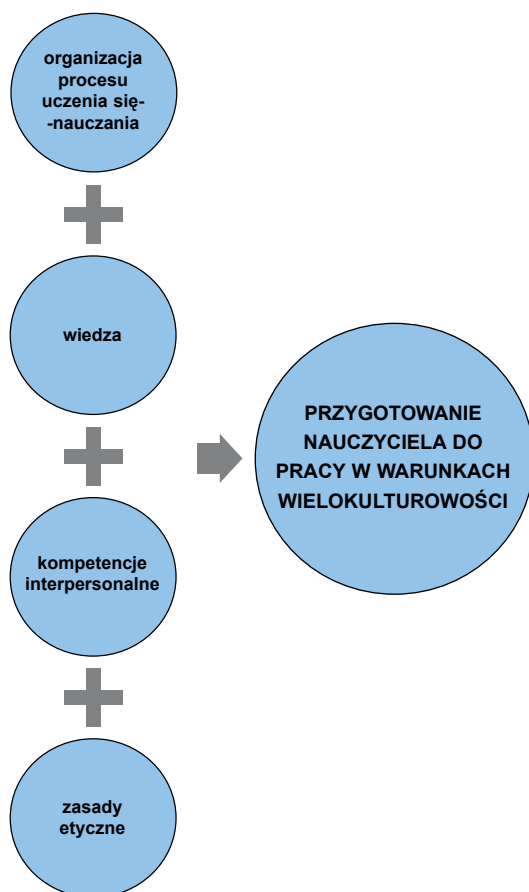 organizacja
procesu
uczenia się-
-nauczania
wiedza
kompetencje
interpersonalne
zasady
etyczne
PRZYGOTOWANIE
NAUCZYCIELA DO
PRACY W WARUNKACH
WIELOKULTUROWOŚCI